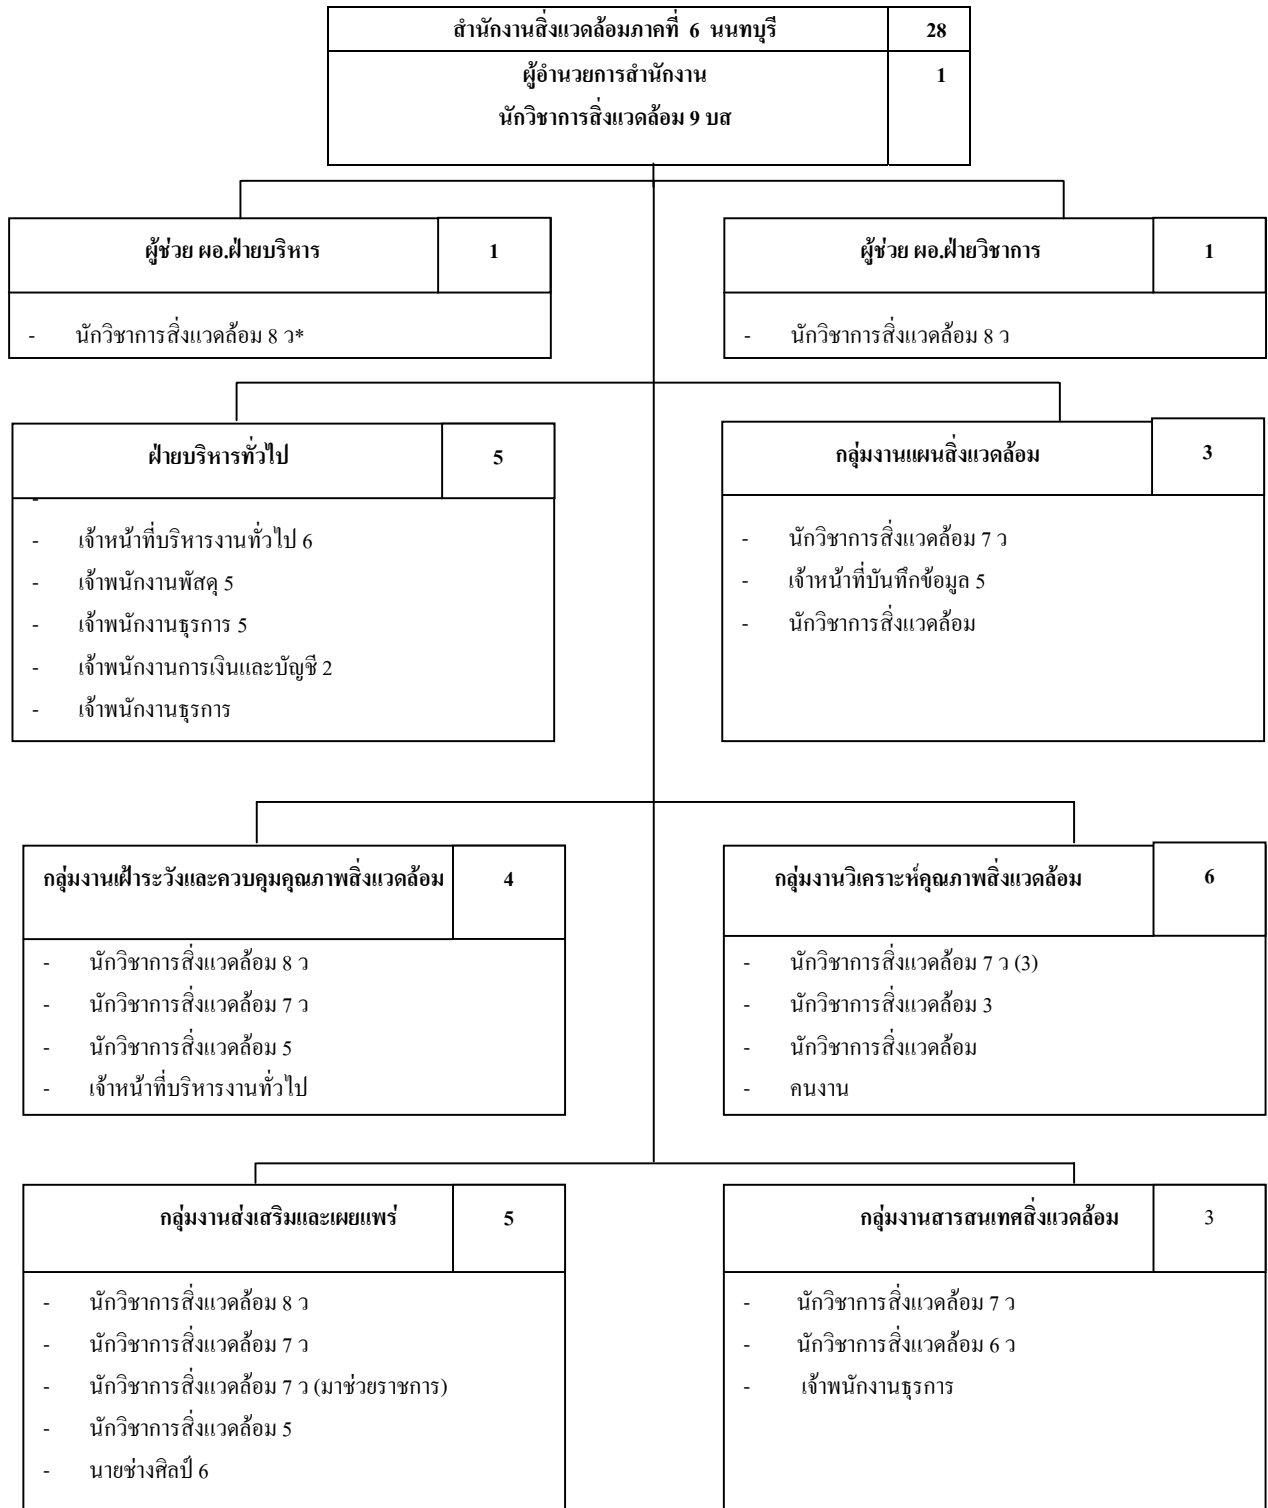 สำนักงานสิ่งแวดล้อมภาคที่ 6 นนทบุรี 28
ผู้อำนวยการสำนักงาน 1
นักวิชาการสิ่งแวดล้อม 9 บส
ผู้ช่วย ผอ.ฝ่ายบริหาร 1
- นักวิชาการสิ่งแวดล้อม 8 ว*
ผู้ช่วย ผอ.ฝ่ายวิชาการ 1
- นักวิชาการสิ่งแวดล้อม 8 ว
ฝ่ายบริหารทั่วไป 5
-
- เจ้าหน้าที่บริหารงานทั่วไป 6
- เจ้าพนักงานพัสดุ 5
- เจ้าพนักงานธุรการ 5
- เจ้าพนักงานการเงินและบัญชี 2
- เจ้าพนักงานธุรการ
กลุ่มงานแผนสิ่งแวดล้อม 3
- นักวิชาการสิ่งแวดล้อม 7 ว
- เจ้าหน้าที่บันทึกข้อมูล 5
- นักวิชาการสิ่งแวดล้อม
กลุ่มงานเฝ้าระวังและควบคุมคุณภาพสิ่งแวดล้อม 4
- นักวิชาการสิ่งแวดล้อม 8 ว
- นักวิชาการสิ่งแวดล้อม 7 ว
- นักวิชาการสิ่งแวดล้อม 5
- เจ้าหน้าที่บริหารงานทั่วไป
กลุ่มงานวิเคราะห์คุณภาพสิ่งแวดล้อม 6
- นักวิชาการสิ่งแวดล้อม 7 ว (3)
- นักวิชาการสิ่งแวดล้อม 3
- นักวิชาการสิ่งแวดล้อม
- คนงาน
กลุ่มงานส่งเสริมและเผยแพร่ 5
- นักวิชาการสิ่งแวดล้อม 8 ว
- นักวิชาการสิ่งแวดล้อม 7 ว
- นักวิชาการสิ่งแวดล้อม 7 ว (มาช่วยราชการ)
- นักวิชาการสิ่งแวดล้อม 5
- นายช่างศิลป์ 6
กลุ่มงานสารสนเทศสิ่งแวดล้อม 3
- นักวิชาการสิ่งแวดล้อม 7 ว
- นักวิชาการสิ่งแวดล้อม 6 ว
- เจ้าพนักงานธุรการ